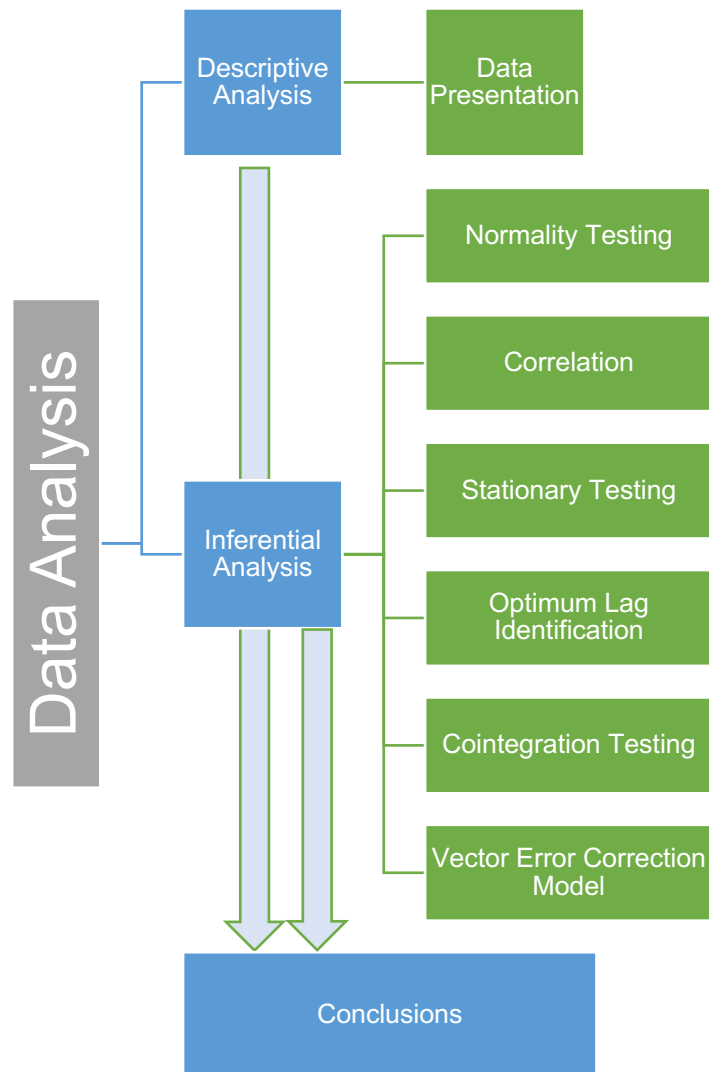 Data Analysis
Descriptive
Analysis
Data
Presentation
Inferential
Analysis
Normality Testing
Correlation
Stationary Testing
Optimum Lag
Identification
Cointegration Testing
Vector Error Correction
Model
Conclusions